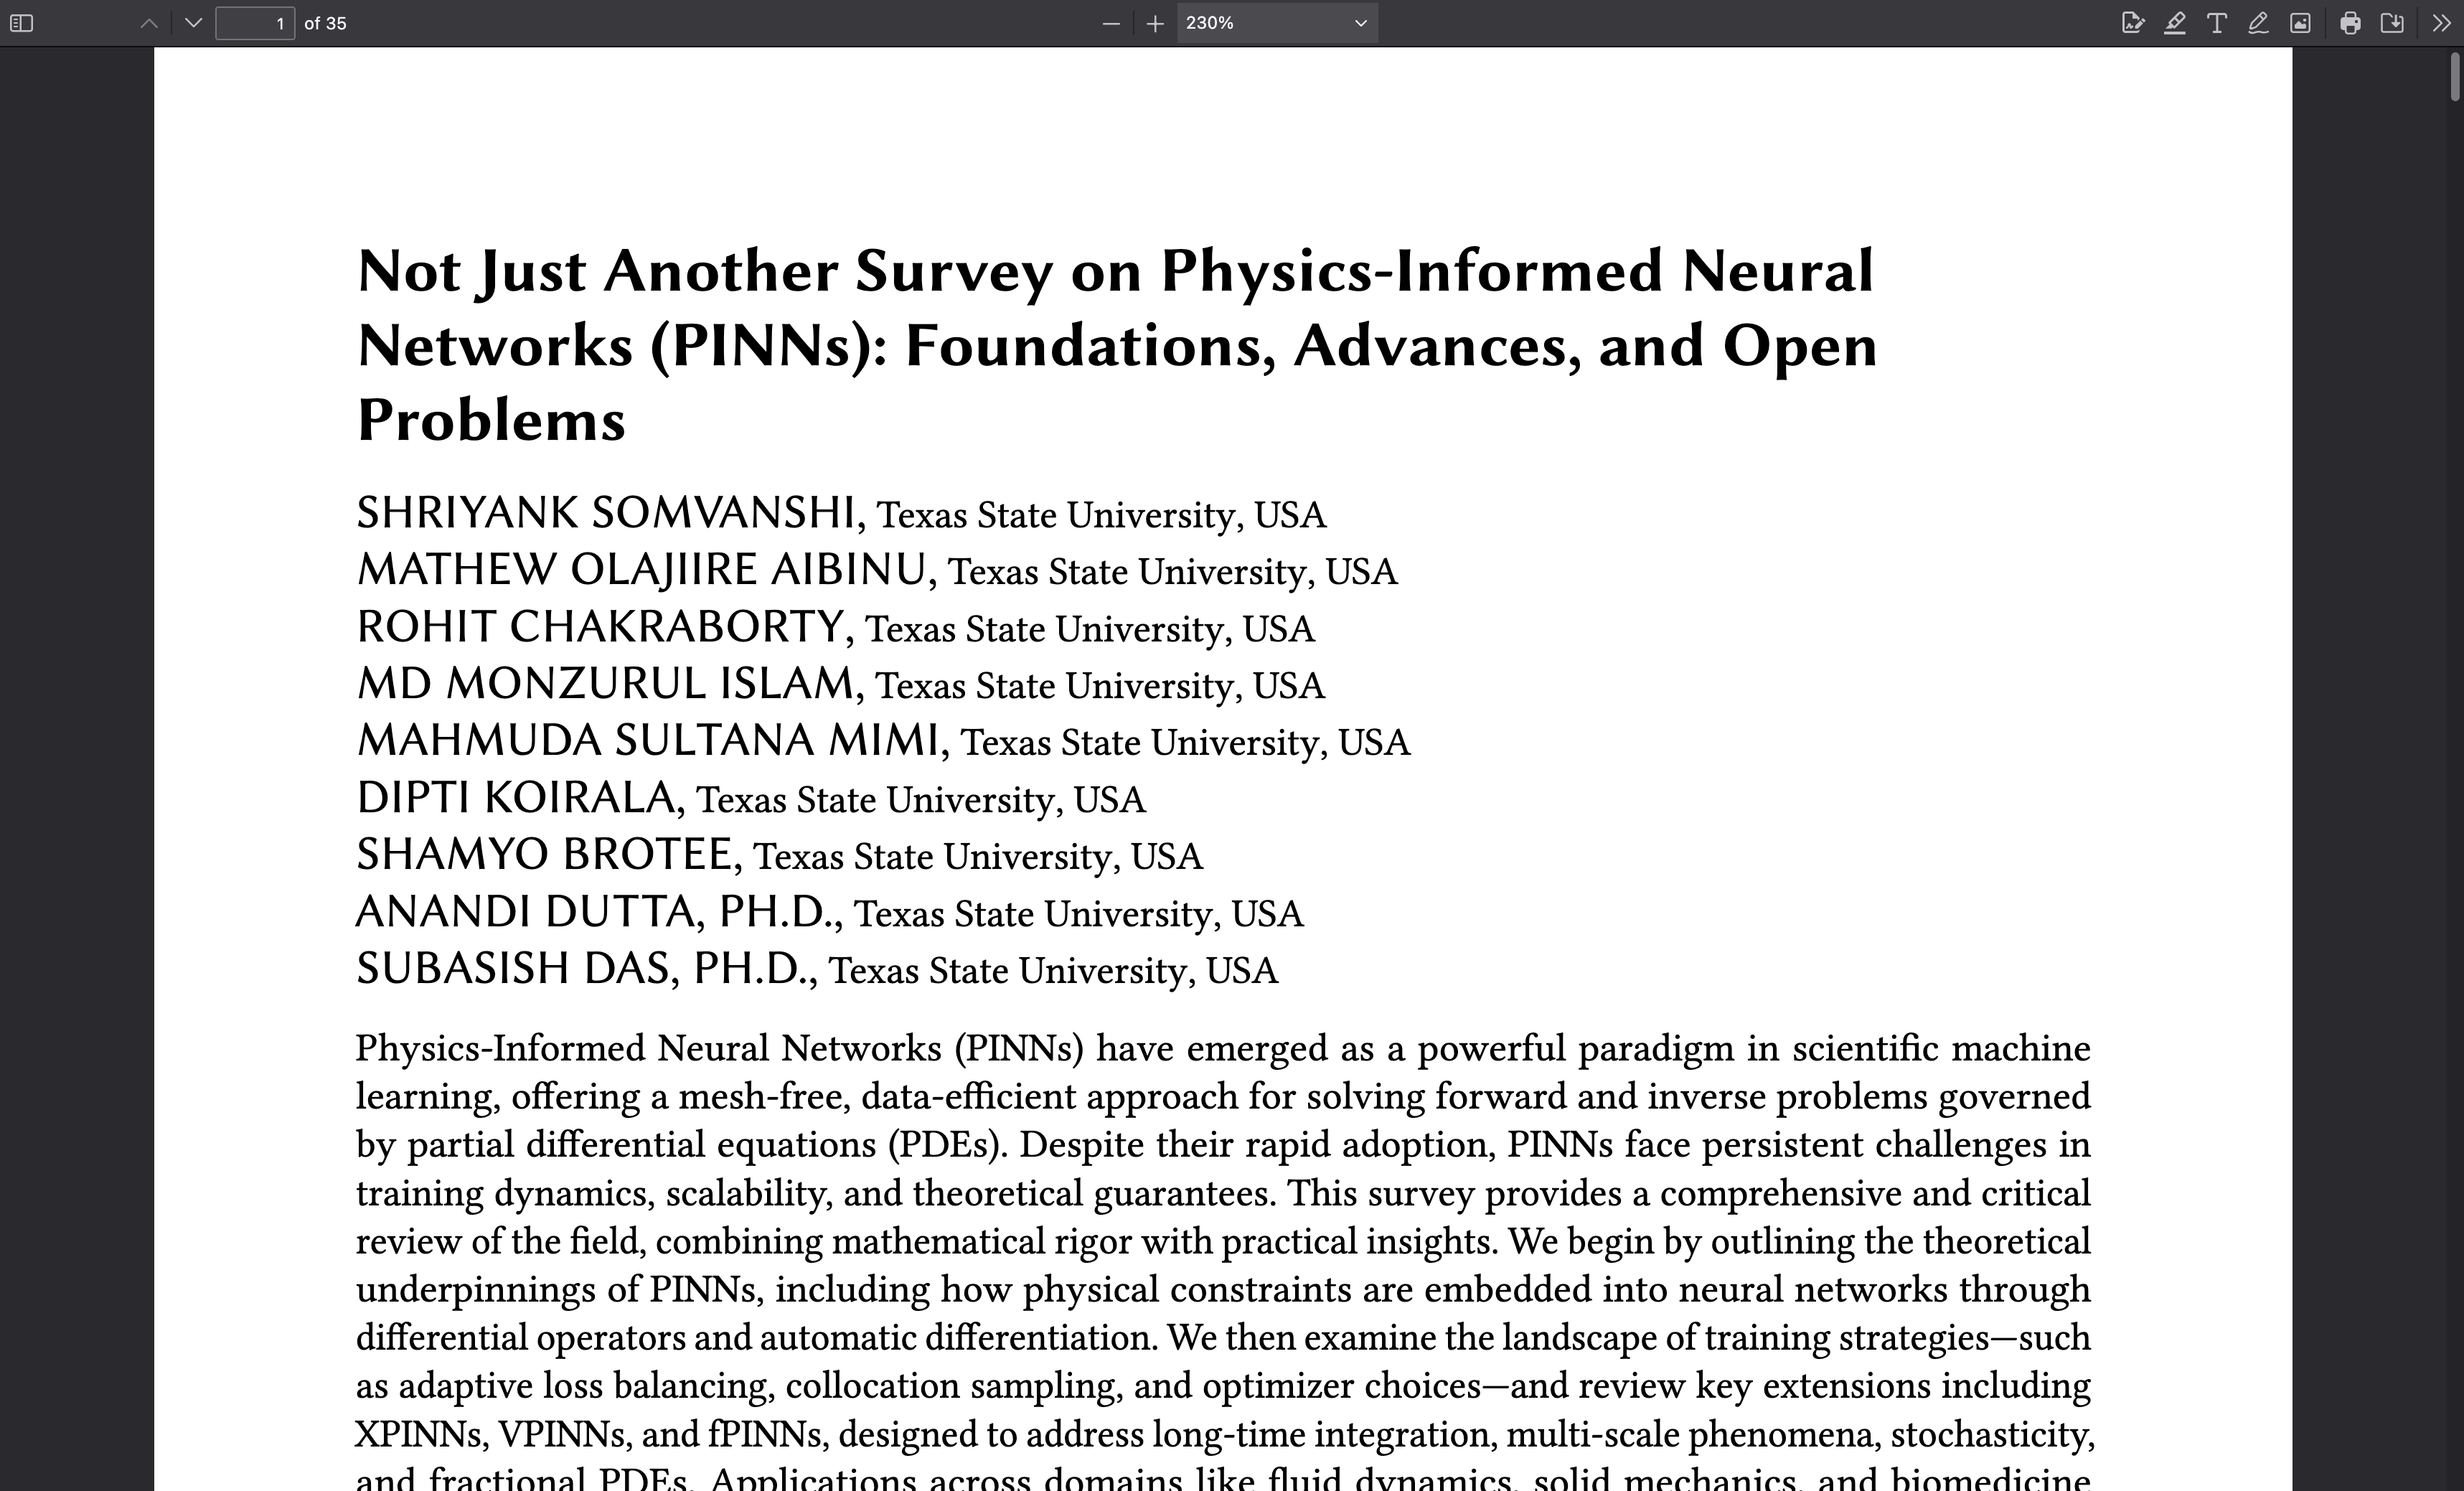 1 of 35
230%
Not Just Another Survey on Physics-Informed Neural
Networks (PINNs): Foundations, Advances, and Open
Problems
SHRIYANK SOMVANSHI, Texas State University, USA
MATHEW OLAJIIRE AIBINU, Texas State University, USA
ROHIT CHAKRABORTY, Texas State University, USA
MD MONZURUL ISLAM, Texas State University, USA
MAHMUDA SULTANA MIMI, Texas State University, USA
DIPTI KOIRALA, Texas State University, USA
SHAMYO BROTEE, Texas State University, USA
ANANDI DUTTA, PH.D., Texas State University, USA
SUBASISH DAS, PH.D., Texas State University, USA
Physics-Informed Neural Networks (PINNs) have emerged as a powerful paradigm in scientific machine
learning, offering a mesh-free, data-efficient approach for solving forward and inverse problems governed
by partial differential equations (PDEs). Despite their rapid adoption, PINNs face persistent challenges in
training dynamics, scalability, and theoretical guarantees. This survey provides a comprehensive and critical
review of the field, combining mathematical rigor with practical insights. We begin by outlining the theoretical
underpinnings of PINNs, including how physical constraints are embedded into neural networks through
differential operators and automatic differentiation. We then examine the landscape of training strategies—such
as adaptive loss balancing, collocation sampling, and optimizer choices—and review key extensions including
XPINNs, VPINNs, and fPINNs, designed to address long-time integration, multi-scale phenomena, stochasticity,
and fractional PDEs. Applications across domains like fluid dynamics, solid mechanics, and biomedicine